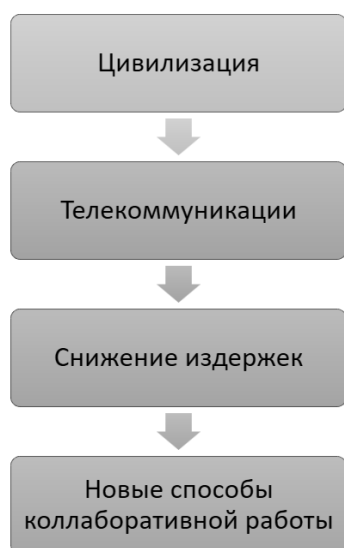 Цивилизация
Телекоммуникации
Снижение издержек
Новые способы
коллаборативной работы